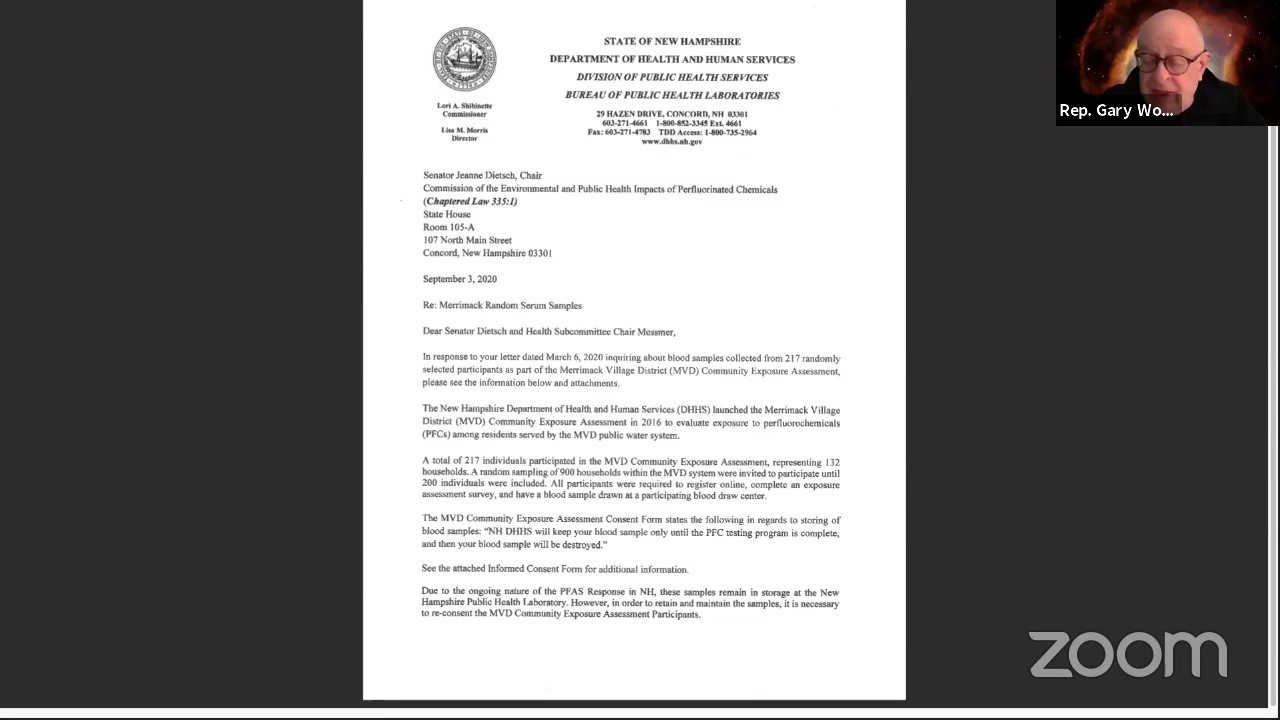 STATE OF NEW HAMPSHIRE
DEPARTMENT OF HEALTH AND HUMAN SERVICES
DIVISION OF PUBLIC HEALTH SERVICES
BUREAU OF PUBLIC HEALTH LABORATORIES
29 HAZEN DRIVE, CONCORD, NH 03301
603-271-4661 1-800-852-3345 Ext. 4661
Fax: 603-271-4783 TDD Access: 1-800-735-2964
www.dhhs.nh.gov
Lori A. Shibinette
Commissioner
Lisa M. Morris
Director
Senator Jeanne Dietsch, Chair
Commission of the Environmental and Public Health Impacts of Perfluorinated Chemicals
(Chaptered Law 335:1)
State House
Room 105-A
107 North Main Street
Concord, New Hampshire 03301
September 3, 2020
Re: Merrimack Random Serum Samples
Dear Senator Dietsch and Health Subcommittee Chair Messmer,
In response to your letter dated March 6, 2020 inquiring about blood samples collected from 217 randomly
selected participants as part of the Merrimack Village District (MVD) Community Exposure Assessment,
please see the information below and attachments.
The New Hampshire Department of Health and Human Services (DHHS) launched the Merrimack Village
District (MVD) Community Exposure Assessment in 2016 to evaluate exposure to perfluorochemicals
(PFCs) among residents served by the MVD public water system.
A total of 217 individuals participated in the MVD Community Exposure Assessment, representing 132
households. A random sampling of 900 households within the MVD system were invited to participate until
200 individuals were included. All participants were required to register online, complete an exposure
assessment survey, and have a blood sample drawn at a participating blood draw center.
The MVD Community Exposure Assessment Consent Form states the following in regards to storing of
blood samples: “NH DHHS will keep your blood sample only until the PFC testing program is complete,
and then your blood sample will be destroyed.”
See the attached Informed Consent Form for additional information.
Due to the ongoing nature of the PFAS Response in NH, these samples remain in storage at the New
Hampshire Public Health Laboratory. However, in order to retain and maintain the samples, it is necessary
to re-consent the MVD Community Exposure Assessment Participants.
Rep. Gary Wo...
zoom